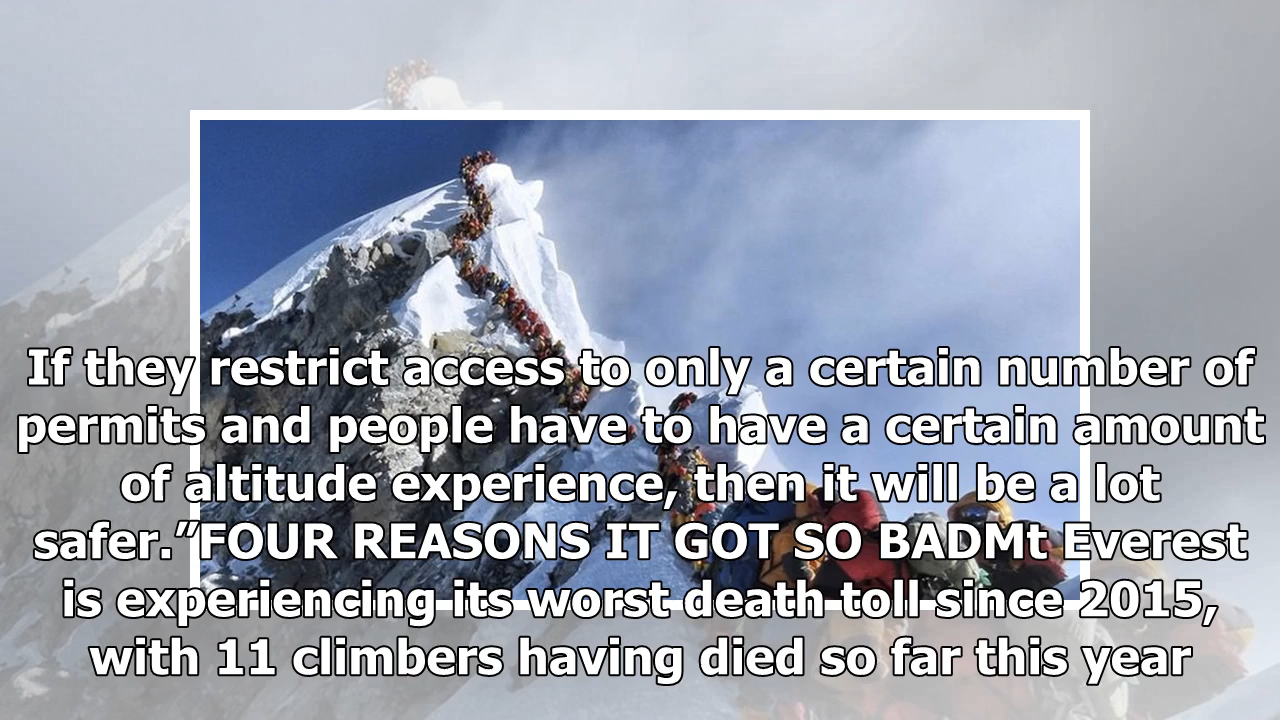 If they restrict access to only a certain number of
permits and people have to have a certain amount
of altitude experience, then it will be a lot
safer.”FOUR REASONS IT GOT SO BADMt Everest
is experiencing its worst death toll since 2015,
with 11 climbers having died so far this year